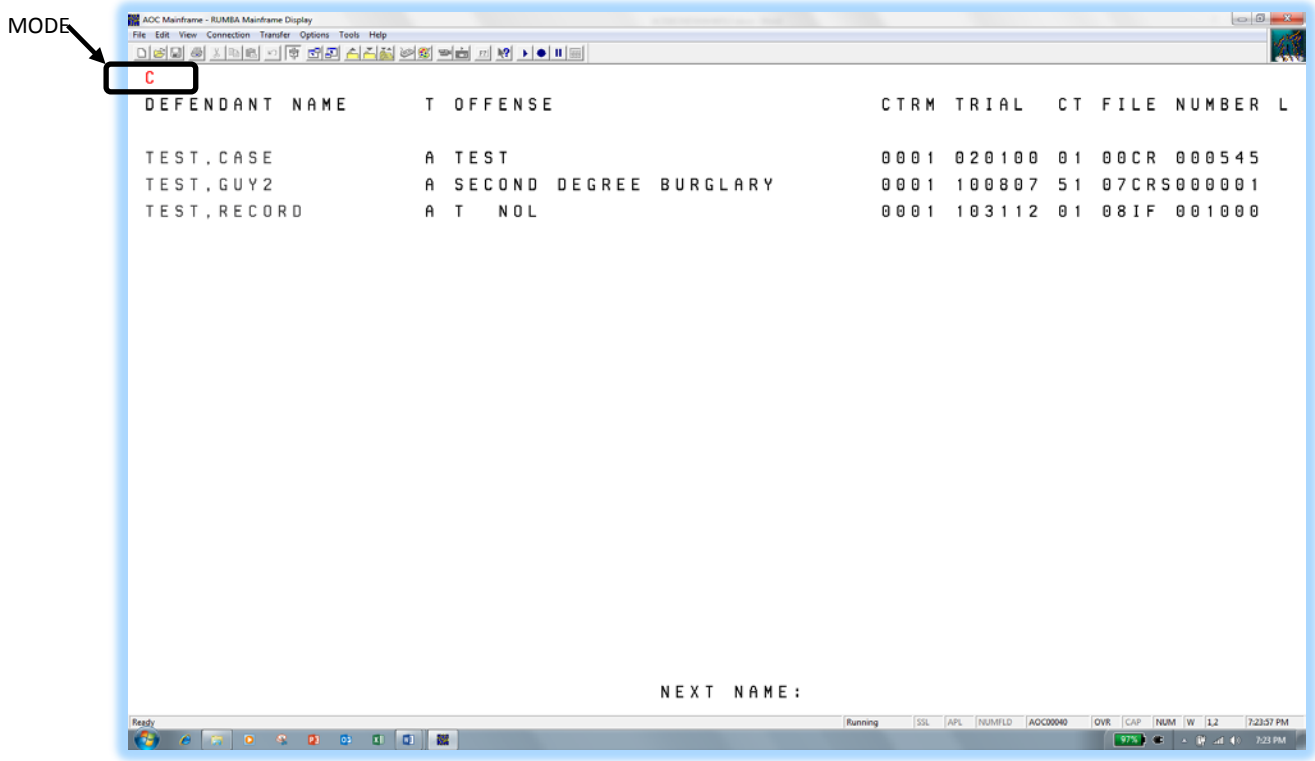 MODE
AOC Mainframe - RUMBA Mainframe Display
File Edit View Connection Transfer Options Tools Help
C
DEFENDANT NAME T OFFENSE CTRM TRIAL CT FILE NUMBER L
TEST,CASE A TEST 0001 020100 01 00CR 000545
TEST,GUY2 A SECOND DEGREE BURGLARY 0001 100807 51 07CRS000001
TEST,RECORD A T NOL 0001 103112 01 08IF 001000
NEXT NAME:
Ready Running SSL APL NUMFLD AOC00040 OVR CAP NUM W 1,2 7:23:57 PM
97% 7:23 PM